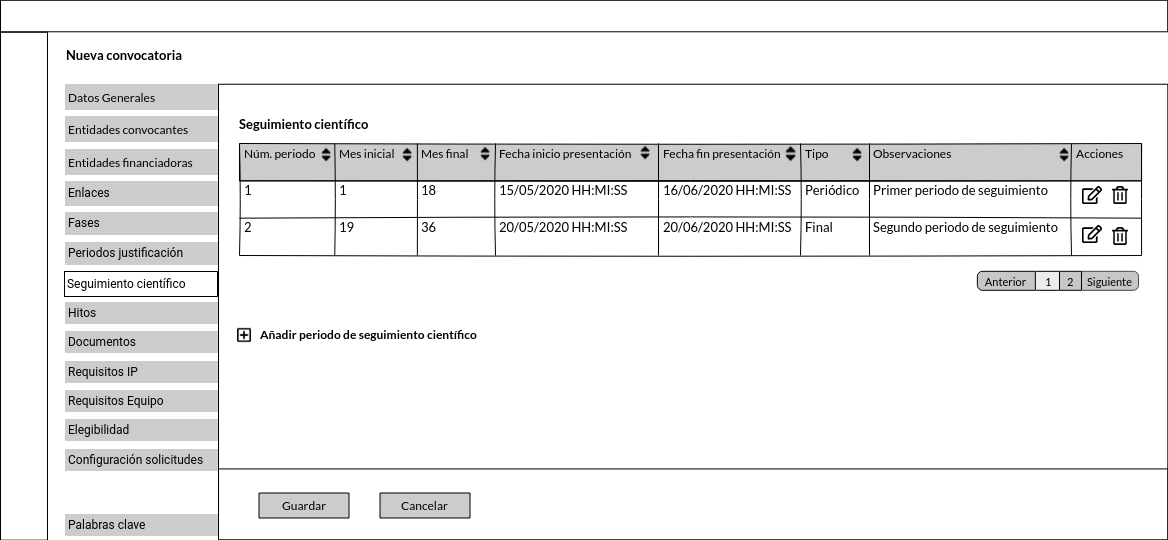 Nueva convocatoria
Datos Generales
Entidades convocantes
Entidades financiadoras
Enlaces
Fases
Periodos justificación
Seguimiento científico
Hitos
Documentos
Requisitos IP
Requisitos Equipo
Elegibilidad
Configuración solicitudes
Palabras clave
Seguimiento científico
Núm. periodo Mes inicial Mes final Fecha inicio presentación Fecha fin presentación Tipo Observaciones Acciones
1 1 18 15/05/2020 HH:MI:SS 16/06/2020 HH:MI:SS Periódico Primer periodo de seguimiento
2 19 36 20/05/2020 HH:MI:SS 20/06/2020 HH:MI:SS Final Segundo periodo de seguimiento
Anterior 1 2 Siguiente
Añadir periodo de seguimiento científico
Guardar Cancelar